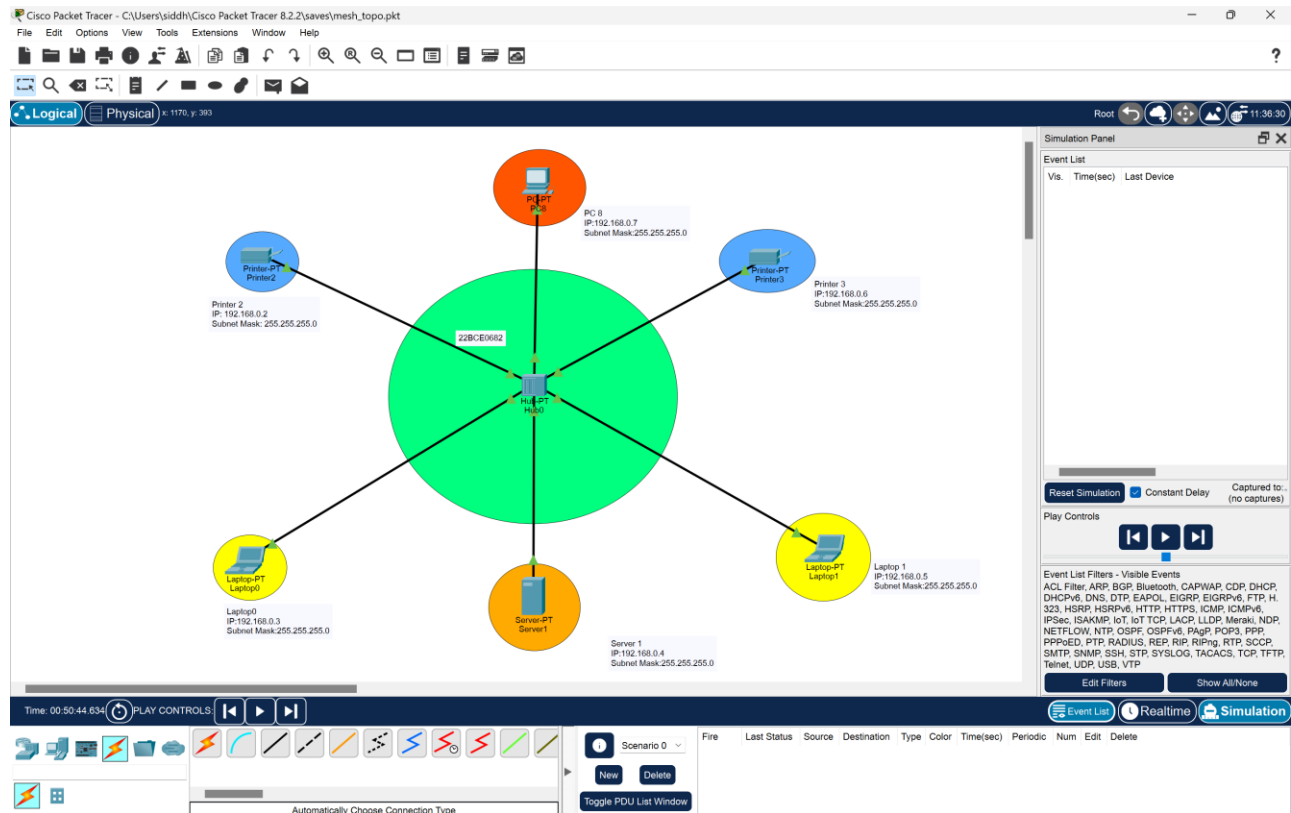 Cisco Packet Tracer - C:\Users\siddh\Cisco Packet Tracer 8.2.2\saves\mesh_topo.pkt
File Edit Options View Tools Extensions Window Help
?
Logical Physical x: 1170, y: 393
Root 11:36:30
PC-PT
PC8
PC 8
IP:192.168.0.7
Subnet Mask:255.255.255.0
Printer-PT
Printer2
Printer 2
IP: 192.168.0.2
Subnet Mask: 255.255.255.0
Printer-PT
Printer3
Printer 3
IP:192.168.0.6
Subnet Mask:255.255.255.0
22BCE0682
Hub-PT
Hub0
Laptop-PT
Laptop0
Laptop0
IP:192.168.0.3
Subnet Mask:255.255.255.0
Server-PT
Server1
Server 1
IP:192.168.0.4
Subnet Mask:255.255.255.0
Laptop-PT
Laptop1
Laptop 1
IP:192.168.0.5
Subnet Mask:255.255.255.0
Simulation Panel
Event List
Vis. Time(sec) Last Device
Reset Simulation Constant Delay Captured to:.
(no captures)
Play Controls
Event List Filters - Visible Events
ACL Filter, ARP, BGP, Bluetooth, CAPWAP, CDP, DHCP,
DHCPv6, DNS, DTP, EAPOL, EIGRP, EIGRPv6, FTP, H.
323, HSRP, HSRPv6, HTTP, HTTPS, ICMP, ICMPv6,
IPSec, ISAKMP, IoT, IoT TCP, LACP, LLDP, Meraki, NDP,
NETFLOW, NTP, OSPF, OSPFv6, PAgP, POP3, PPP,
PPPoED, PTP, RADIUS, REP, RIP, RIPng, RTP, SCCP,
SMTP, SNMP, SSH, STP, SYSLOG, TACACS, TCP, TFTP,
Telnet, UDP, USB, VTP
Edit Filters Show All/None
Time: 00:50:44.634 PLAY CONTROLS:
Event List Realtime Simulation
Scenario 0
New Delete
Toggle PDU List Window
Fire Last Status Source Destination Type Color Time(sec) Periodic Num Edit Delete
Automatically Choose Connection Type